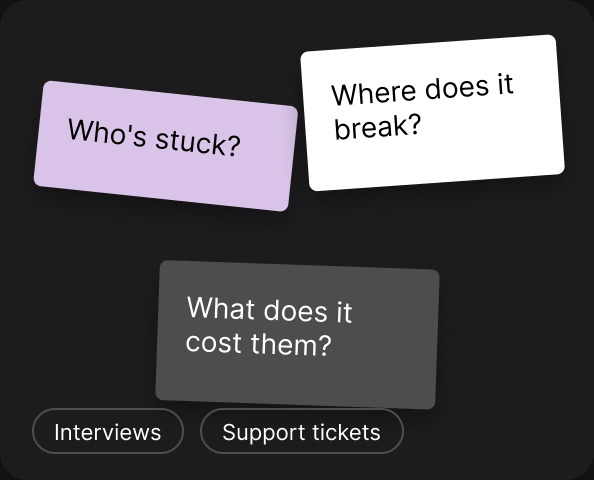 Who's stuck?
Where does it
break?
What does it
cost them?
Interviews
Support tickets